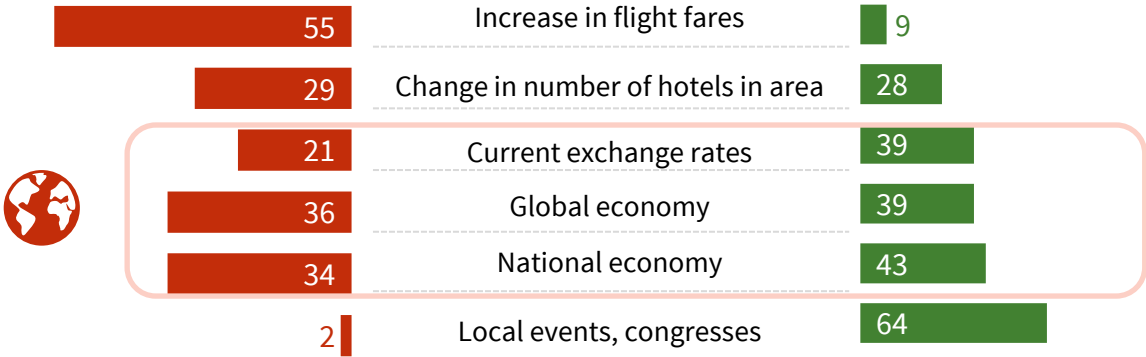 55 Increase in flight fares 9
29 Change in number of hotels in area 28
21 Current exchange rates 39
36 Global economy 39
34 National economy 43
2 Local events, congresses 64